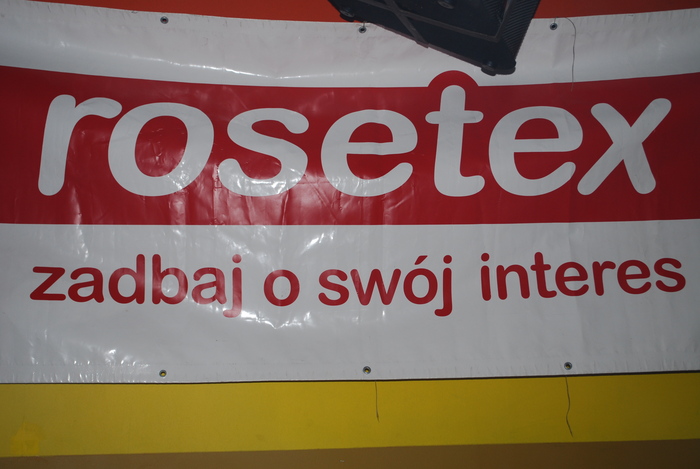 rosetex
zadbaj o swój interes